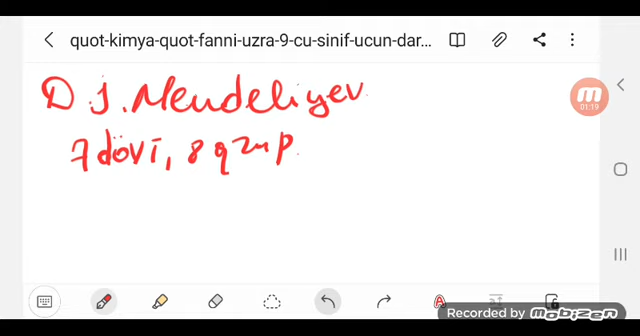 quot-kimya-quot-fanni-uzra-9-cu-sinif-ucun-dar...
D.İ.Mendeliyev
01:19
7 dövr, 8 qrup
Recorded by
mobizen